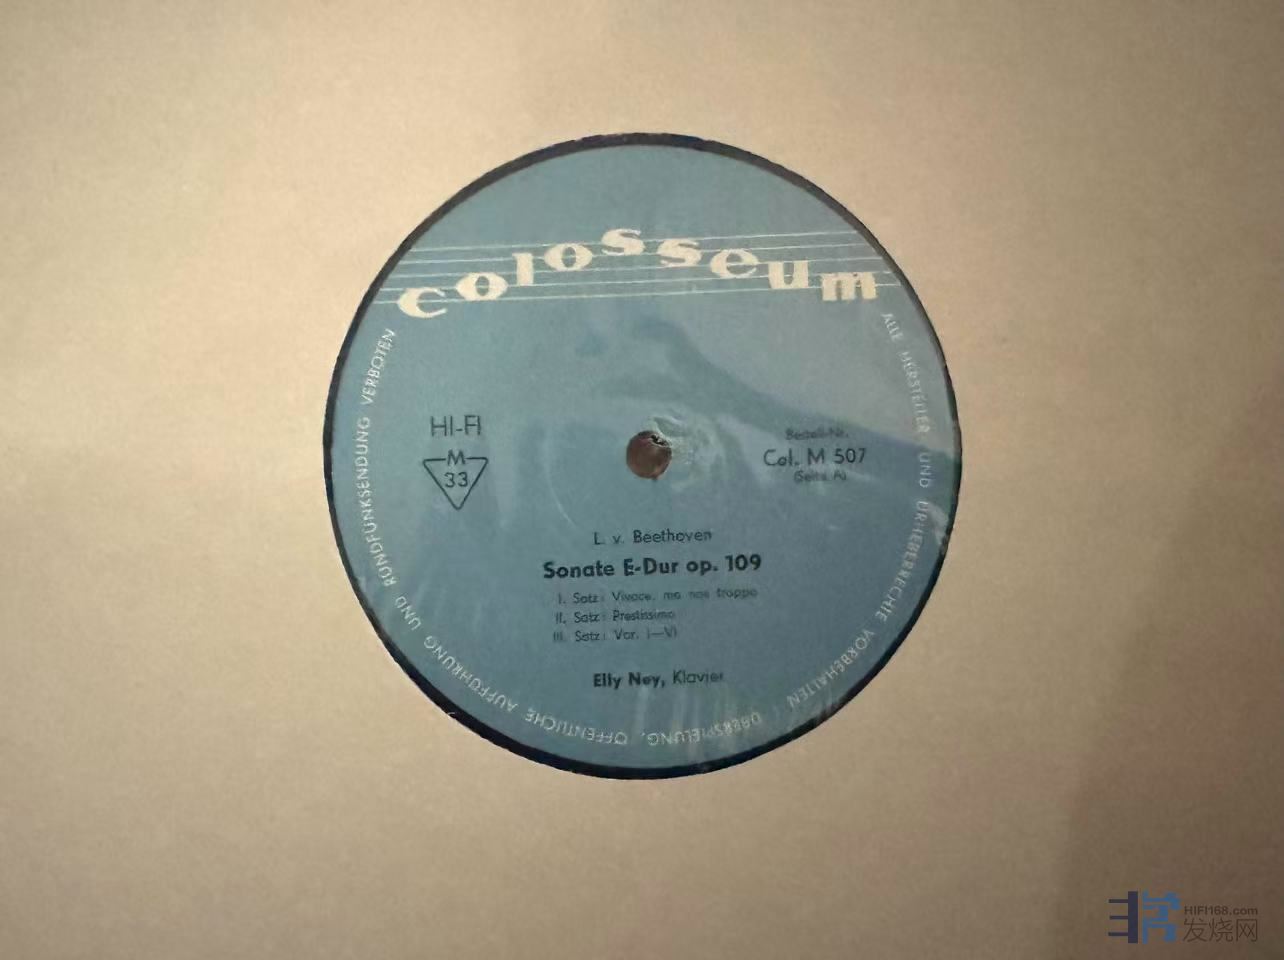 colosseum
ALLE HERSTELLER- UND URHEBERRECHTE VORBEHALTEN ÜBERSPIELUNG, ÖFFENTLICHE AUFFÜHRUNG UND RUNDFUNKSENDUNG VERBOTEN
HI-FI
M
33
Bestell-Nr.
Col. M 507
(Seite A)
L. v. Beethoven
Sonate E-Dur op. 109
I. Satz: Vivace, ma non troppo
II. Satz: Prestissimo
III. Satz: Var. I—VI
Elly Ney, Klavier
HIFI168.com
发烧网